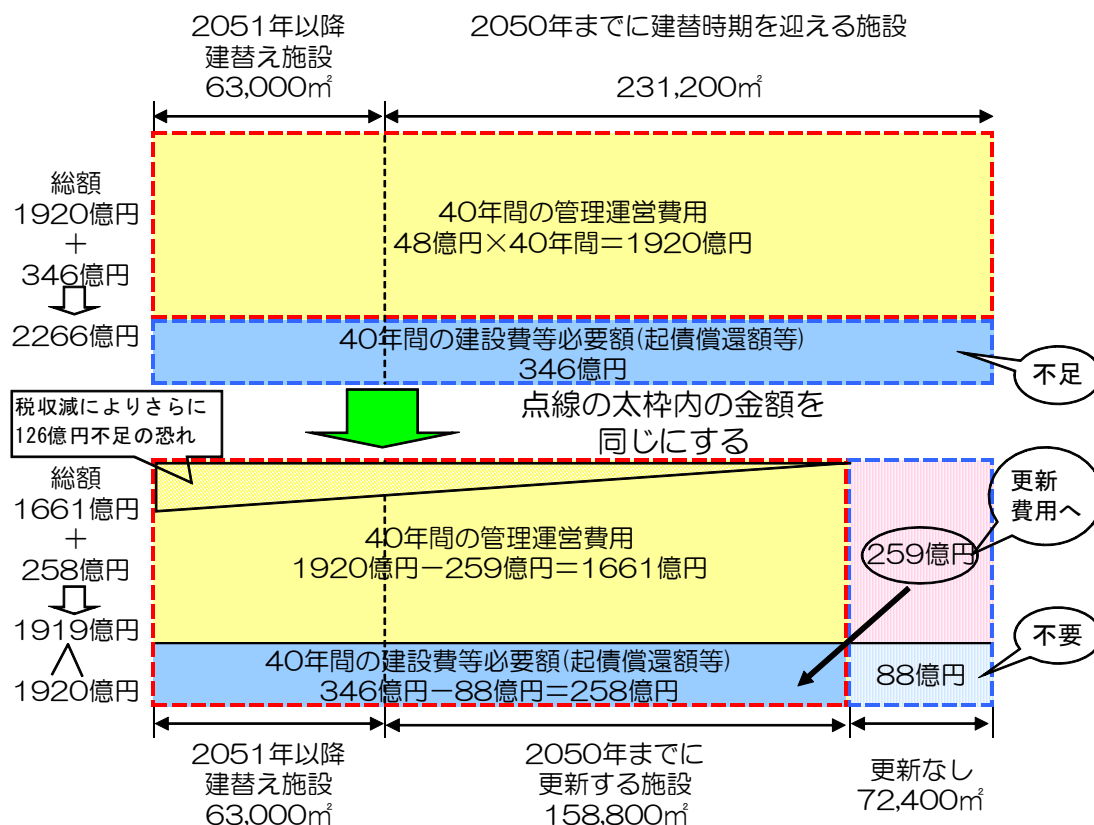 2051年以降
建替え施設
63,000㎡
2050年までに建替時期を迎える施設
231,200㎡
総額
1920億円
＋
346億円
2266億円
40年間の管理運営費用
48億円×40年間＝1920億円
40年間の建設費等必要額(起債償還額等)
346億円
不足
税収減によりさらに
126億円不足の恐れ
点線の太枠内の金額を
同じにする
総額
1661億円
＋
258億円
1919億円
＜
1920億円
40年間の管理運営費用
1920億円－259億円＝1661億円
259億円
更新
費用へ
40年間の建設費等必要額(起債償還額等)
346億円－88億円＝258億円
88億円
不要
2051年以降
建替え施設
63,000㎡
2050年までに
更新する施設
158,800㎡
更新なし
72,400㎡